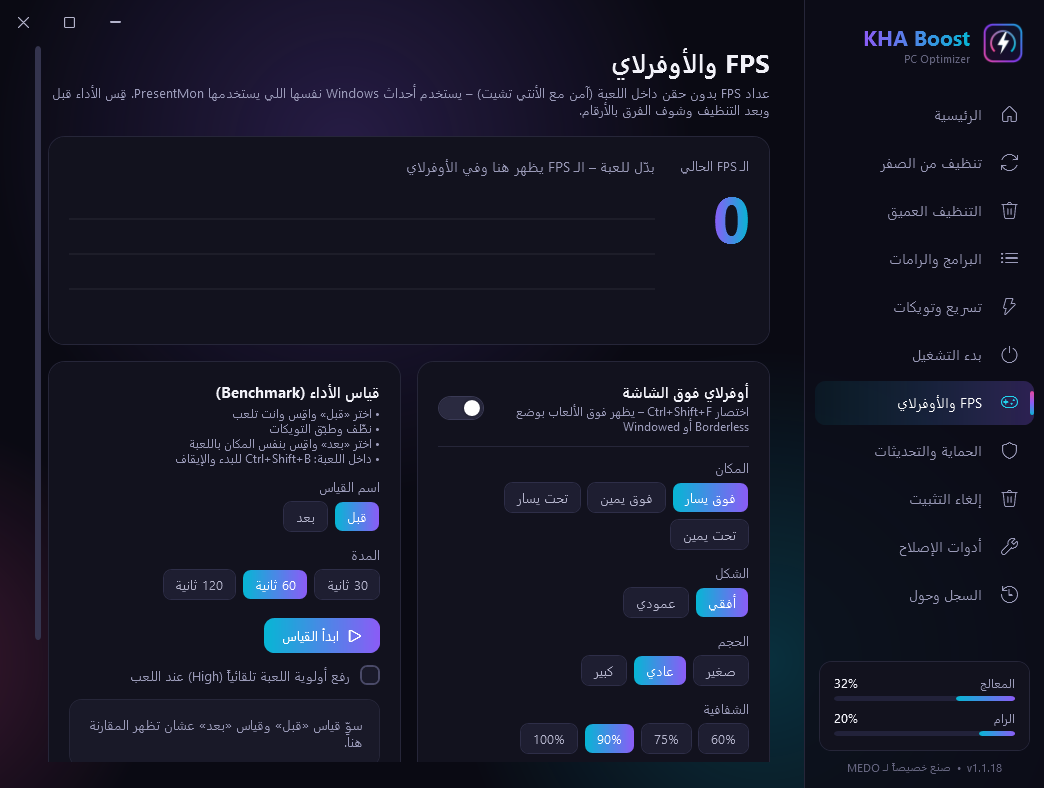 KHA Boost
PC Optimizer
الرئيسية
تنظيف من الصفر
التنظيف العميق
البرامج والرامات
تسريع وتويكات
بدء التشغيل
FPS والأوفرلاي
الحماية والتحديثات
إلغاء التثبيت
أدوات الإصلاح
السجل وحول
المعالج 32%
الرام 20%
v1.1.18 • صنع خصيصاً لـ MEDO
FPS والأوفرلاي
عداد FPS بدون حقن داخل اللعبة (آمن مع الأنتي تشيت) – يستخدم أحداث Windows نفسها اللي يستخدمها PresentMon. قِس الأداء قبل
وبعد التنظيف وشوف الفرق بالأرقام.
الـ FPS الحالي
بدّل للعبة – الـ FPS يظهر هنا وفي الأوفرلاي
0
أوفرلاي فوق الشاشة
اختصار Ctrl+Shift+F – يظهر فوق الألعاب بوضع
Borderless أو Windowed
المكان
فوق يسار
فوق يمين
تحت يسار
تحت يمين
الشكل
أفقي
عمودي
الحجم
صغير
عادي
كبير
الشفافية
60%
75%
90%
100%
قياس الأداء (Benchmark)
• اختر «قبل» واقِس وانت تلعب
• نظّف وطبّق التويكات
• اختر «بعد» واقِس بنفس المكان باللعبة
• داخل اللعبة: Ctrl+Shift+B للبدء والإيقاف
اسم القياس
قبل
بعد
المدة
30 ثانية
60 ثانية
120 ثانية
ابدأ القياس
رفع أولوية اللعبة تلقائياً (High) عند اللعب
سوّ قياس «قبل» وقياس «بعد» عشان تظهر المقارنة
هنا.